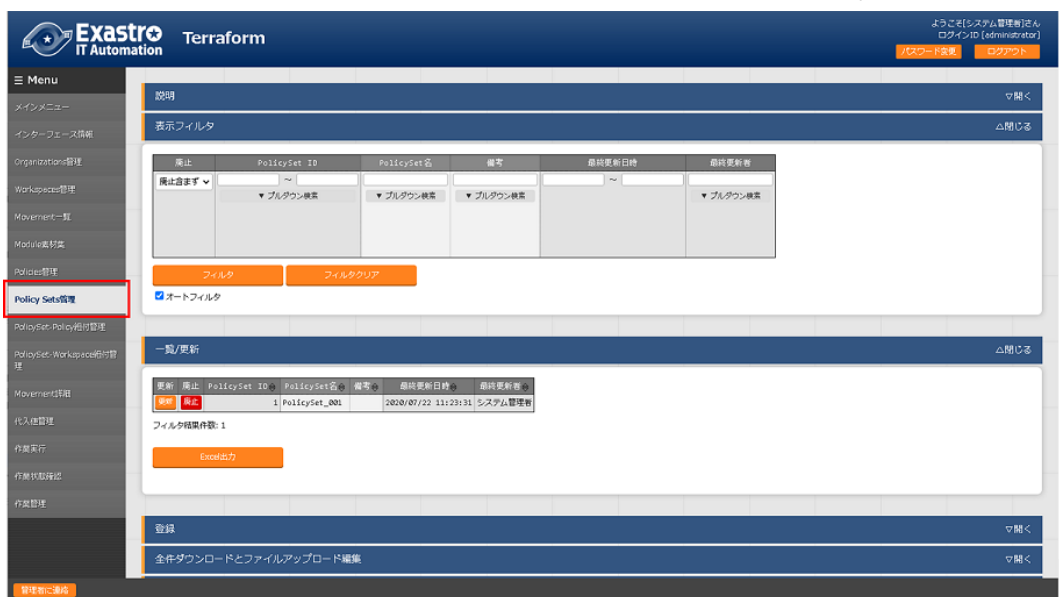 Exastro
IT Automation
Terraform
ようこそ[システム管理者]さん
ログインID [administrator]
パスワード変更 ログアウト
☰ Menu
メインメニュー
インターフェース情報
Organizations管理
Workspaces管理
Movement一覧
Module素材集
Policies管理
Policy Sets管理
PolicySet-Policy紐付管理
PolicySet-Workspace紐付管
理
Movement詳細
代入値管理
作業実行
作業状態確認
作業管理
説明 ▽開く
表示フィルタ △閉じる
廃止 PolicySet ID PolicySet名 備考 最終更新日時 最終更新者
廃止含まず ~ ~
▼ プルダウン検索 ▼ プルダウン検索 ▼ プルダウン検索 ▼ プルダウン検索
フィルタ フィルタクリア
オートフィルタ
一覧/更新 △閉じる
更新 廃止 PolicySet ID PolicySet名 備考 最終更新日時 最終更新者
更新 廃止 1 PolicySet_001 2020/07/22 11:23:31 システム管理者
フィルタ結果件数: 1
Excel出力
登録 ▽開く
全件ダウンロードとファイルアップロード編集 ▽開く
管理者に連絡